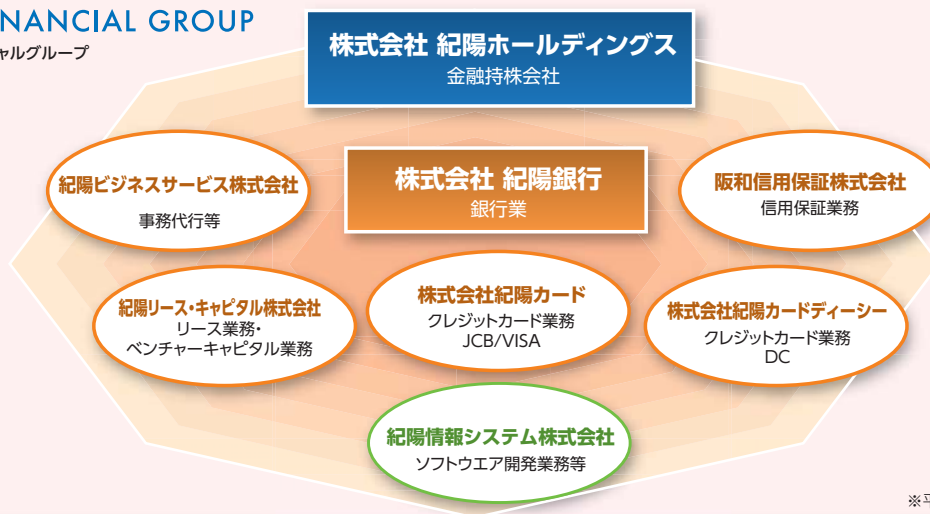 NANCIAL GROUP
ャルグループ
株式会社 紀陽ホールディングス
金融持株会社
紀陽ビジネスサービス株式会社
事務代行等
株式会社 紀陽銀行
銀行業
阪和信用保証株式会社
信用保証業務
紀陽リース・キャピタル株式会社
リース業務・
ベンチャーキャピタル業務
株式会社紀陽カード
クレジットカード業務
JCB/VISA
株式会社紀陽カードディーシー
クレジットカード業務
DC
紀陽情報システム株式会社
ソフトウエア開発業務等
※平